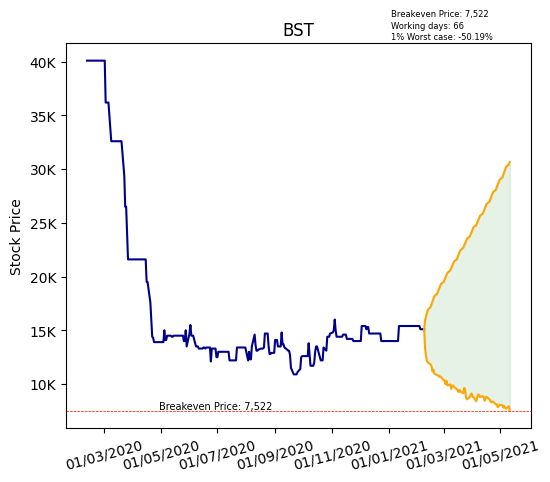 Breakeven Price: 7,522
Working days: 66
1% Worst case: -50.19%
BST
Stock Price
40K
35K
30K
25K
20K
15K
10K
Breakeven Price: 7,522
01/03/2020 01/05/2020 01/07/2020 01/09/2020 01/11/2020 01/01/2021 01/03/2021 01/05/2021